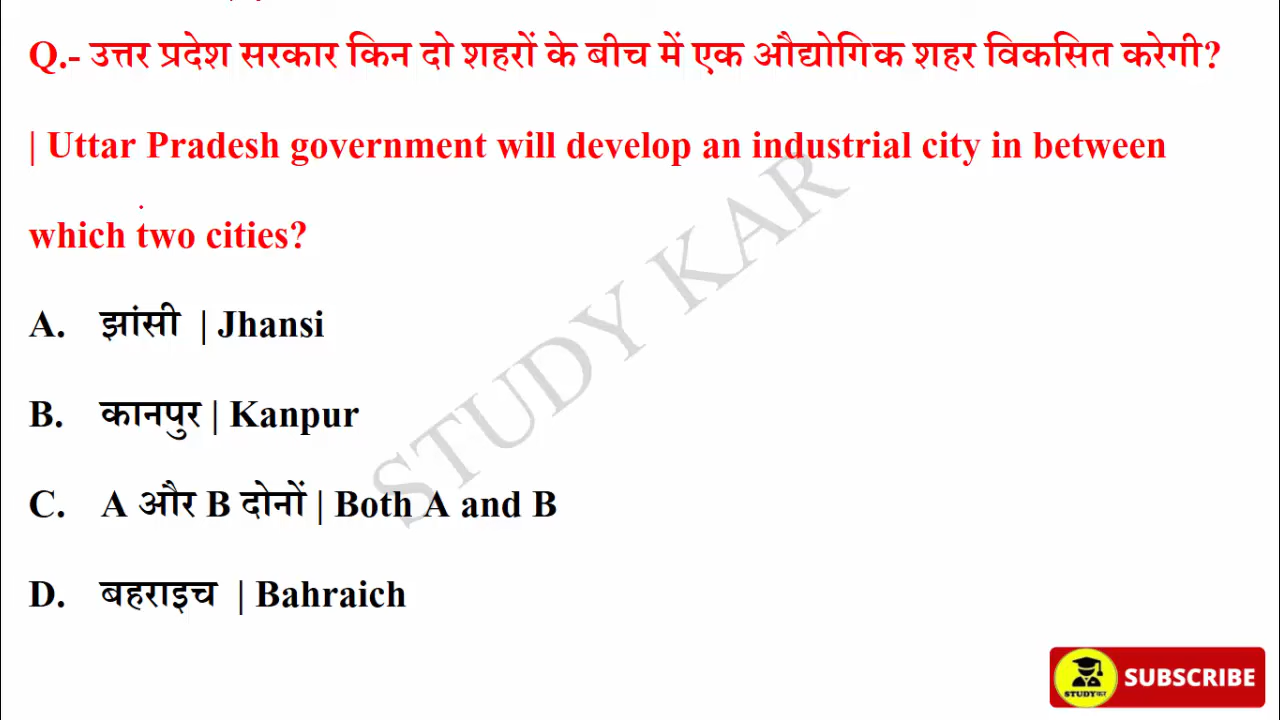 Q.- उत्तर प्रदेश सरकार किन दो शहरों के बीच में एक औद्योगिक शहर विकसित करेगी?
| Uttar Pradesh government will develop an industrial city in between
which two cities?
A. झांसी | Jhansi
B. कानपुर | Kanpur
C. A और B दोनों | Both A and B
D. बहराइच | Bahraich
STUDY KAR
STUDYकर
SUBSCRIBE